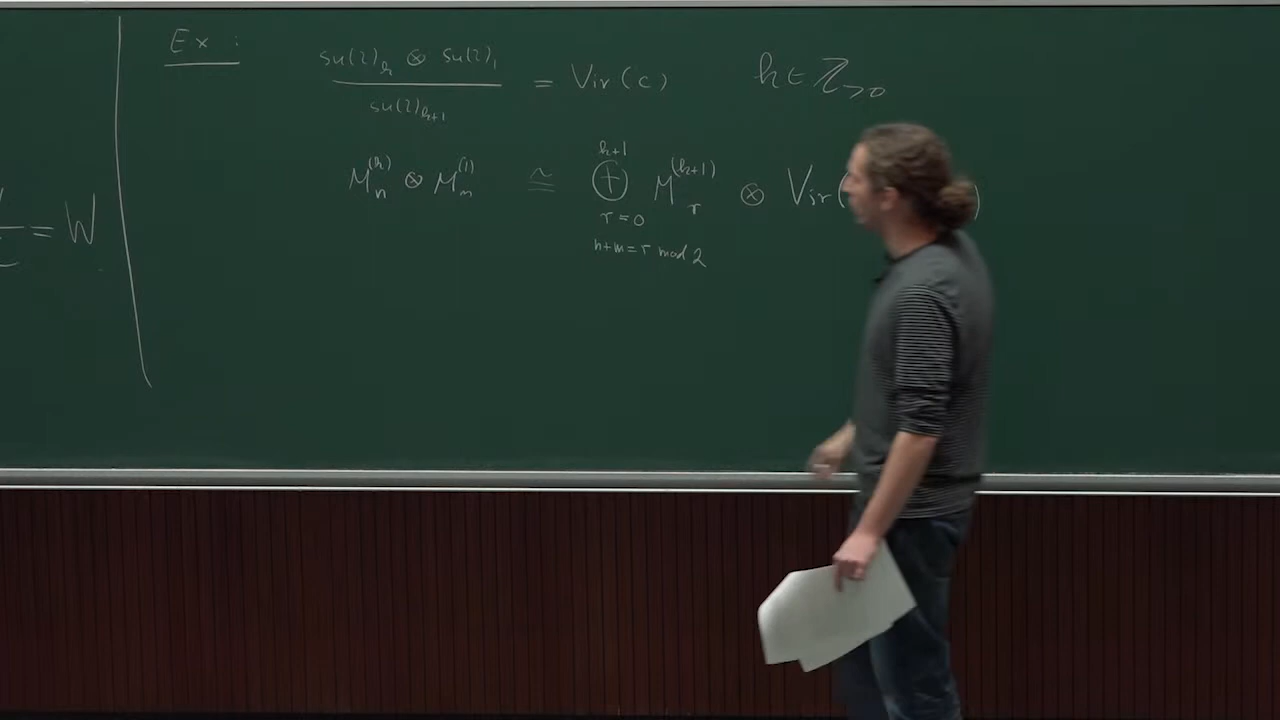 Ex :
su(2)_k ⊗ su(2)_1 / su(2)_{k+1} = Vir(c)   k ∈ ℤ_{>0}
= W
M_n^{(k)} ⊗ M_m^{(1)} ≅ ⊕_{r=0}^{k+1} M_r^{(k+1)} ⊗ Vir( )
n+m=r mod 2